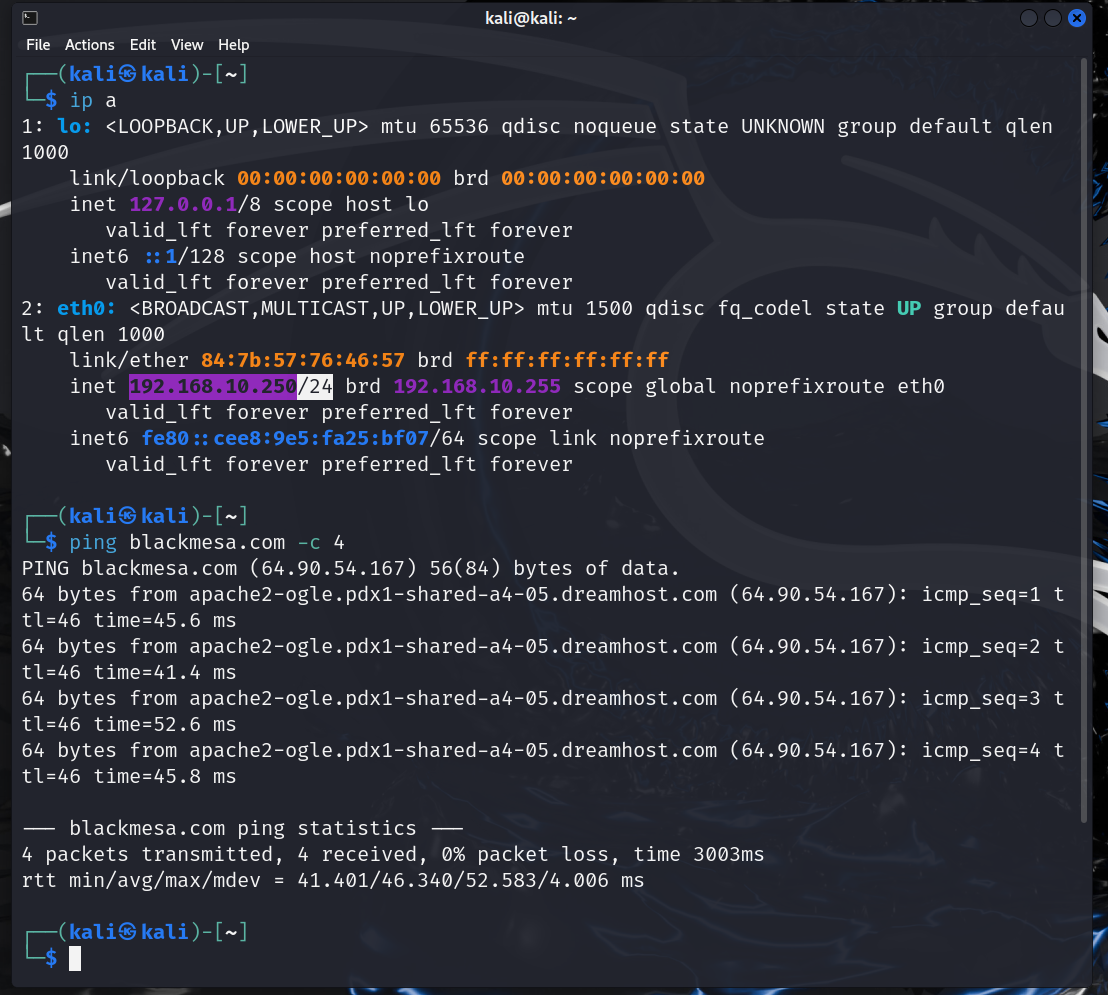 kali@kali: ~
File Actions Edit View Help
┌──(kali㉿kali)-[~]
└─$ ip a
1: lo: <LOOPBACK,UP,LOWER_UP> mtu 65536 qdisc noqueue state UNKNOWN group default qlen
1000
    link/loopback 00:00:00:00:00:00 brd 00:00:00:00:00:00
    inet 127.0.0.1/8 scope host lo
       valid_lft forever preferred_lft forever
    inet6 ::1/128 scope host noprefixroute
       valid_lft forever preferred_lft forever
2: eth0: <BROADCAST,MULTICAST,UP,LOWER_UP> mtu 1500 qdisc fq_codel state UP group defau
lt qlen 1000
    link/ether 84:7b:57:76:46:57 brd ff:ff:ff:ff:ff:ff
    inet 192.168.10.250/24 brd 192.168.10.255 scope global noprefixroute eth0
       valid_lft forever preferred_lft forever
    inet6 fe80::cee8:9e5:fa25:bf07/64 scope link noprefixroute
       valid_lft forever preferred_lft forever
┌──(kali㉿kali)-[~]
└─$ ping blackmesa.com -c 4
PING blackmesa.com (64.90.54.167) 56(84) bytes of data.
64 bytes from apache2-ogle.pdx1-shared-a4-05.dreamhost.com (64.90.54.167): icmp_seq=1 t
tl=46 time=45.6 ms
64 bytes from apache2-ogle.pdx1-shared-a4-05.dreamhost.com (64.90.54.167): icmp_seq=2 t
tl=46 time=41.4 ms
64 bytes from apache2-ogle.pdx1-shared-a4-05.dreamhost.com (64.90.54.167): icmp_seq=3 t
tl=46 time=52.6 ms
64 bytes from apache2-ogle.pdx1-shared-a4-05.dreamhost.com (64.90.54.167): icmp_seq=4 t
tl=46 time=45.8 ms
--- blackmesa.com ping statistics ---
4 packets transmitted, 4 received, 0% packet loss, time 3003ms
rtt min/avg/max/mdev = 41.401/46.340/52.583/4.006 ms
┌──(kali㉿kali)-[~]
└─$